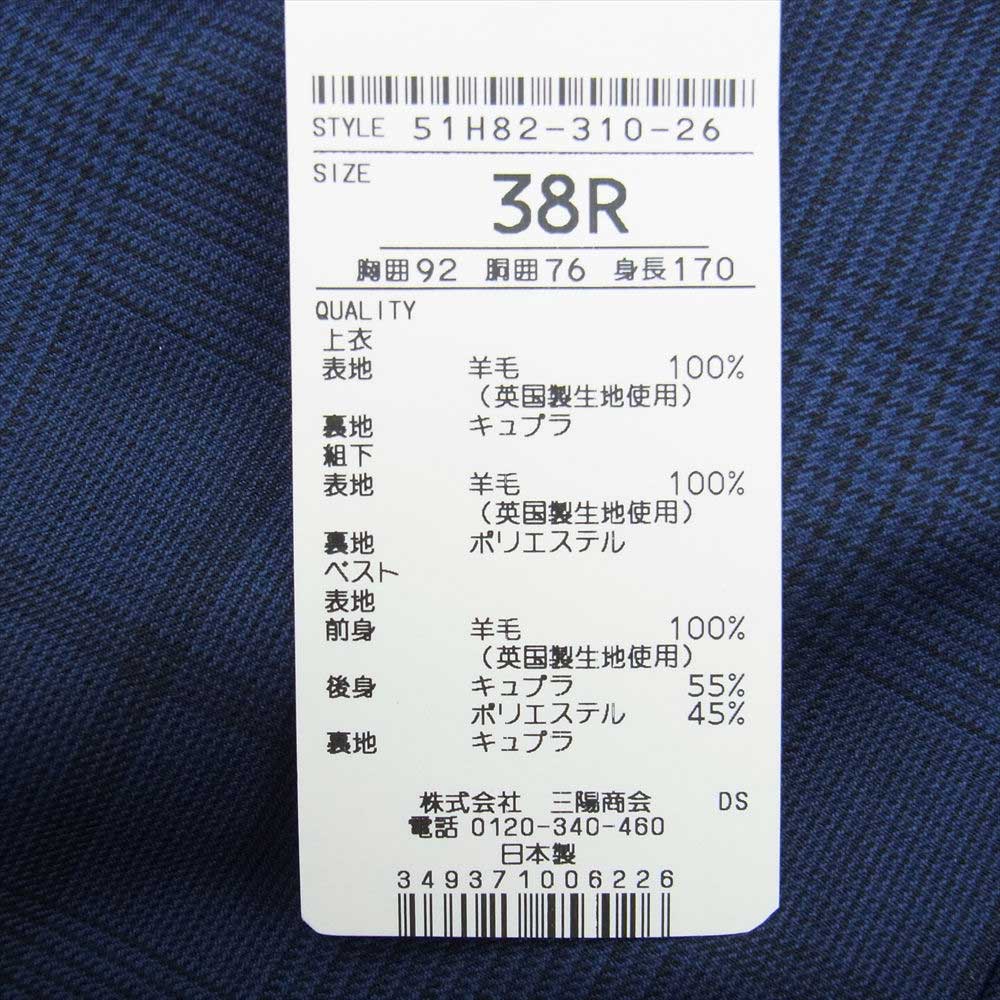 STYLE 51H82-310-26
SIZE
38R
胸囲92 胴囲76 身長170
QUALITY
上衣
表地 羊毛 100%
（英国製生地使用）
裏地 キュプラ
組下
表地 羊毛 100%
（英国製生地使用）
裏地 ポリエステル
ベスト
表地
前身 羊毛 100%
（英国製生地使用）
後身 キュプラ 55%
ポリエステル 45%
裏地 キュプラ
株式会社 三陽商会 DS
電話 0120-340-460
日本製
349371006226